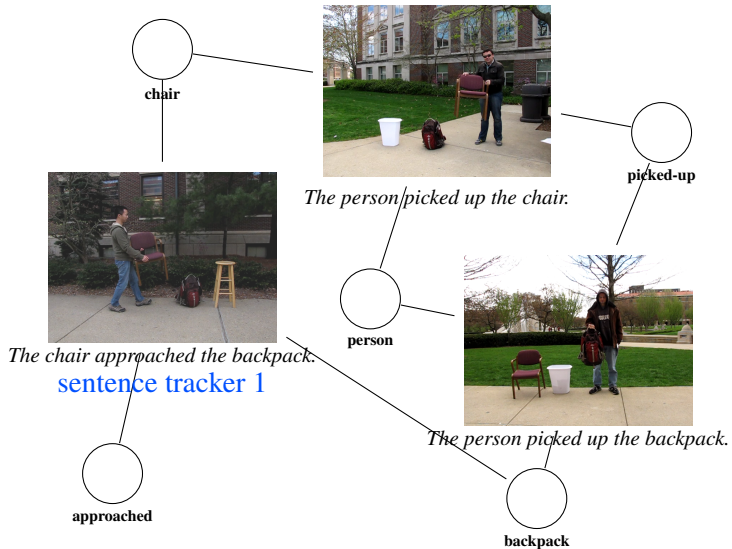 chair
The person picked up the chair.
picked-up
The chair approached the backpack.
sentence tracker 1
person
The person picked up the backpack.
approached
backpack